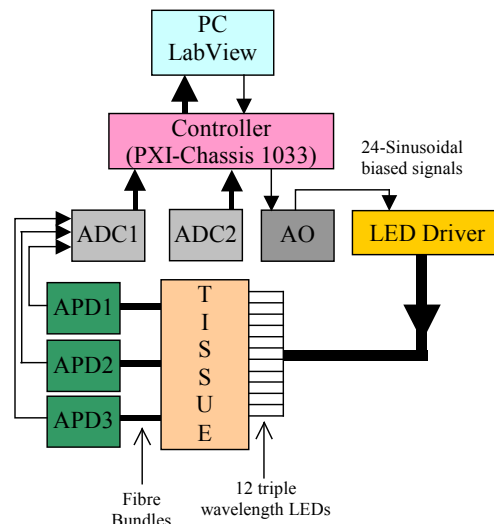 PC
LabView
Controller
(PXI-Chassis 1033)
24-Sinusoidal
biased signals
ADC1
ADC2
AO
LED Driver
APD1
APD2
APD3
T
I
S
S
U
E
Fibre
Bundles
12 triple
wavelength LEDs